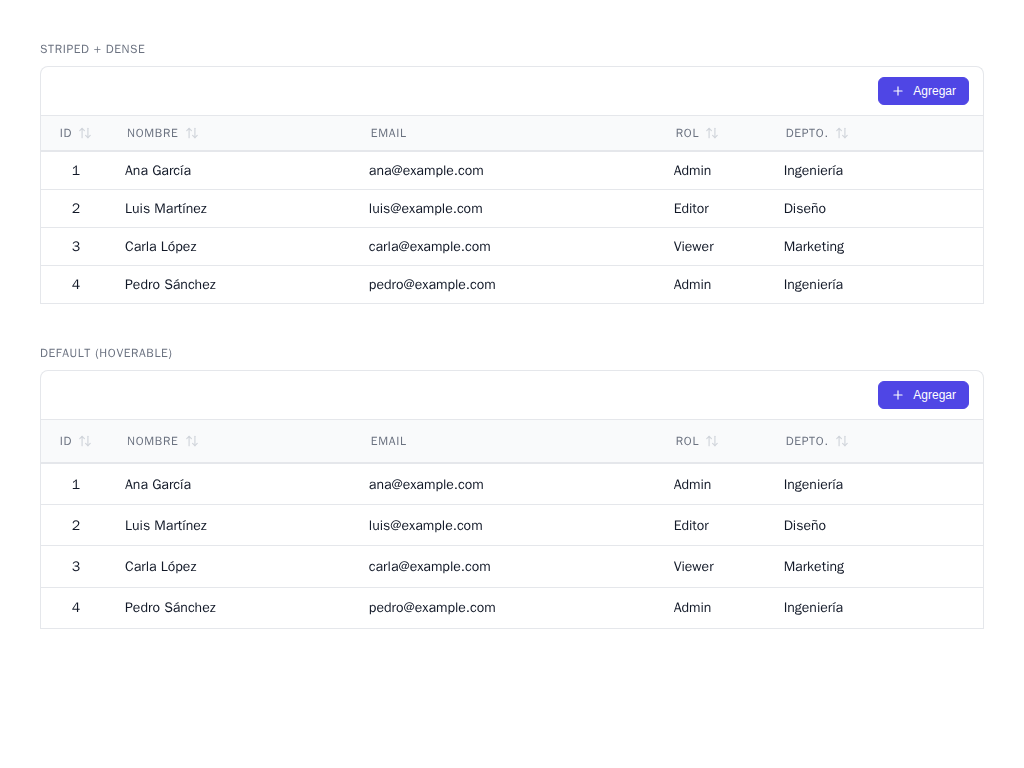 STRIPED + DENSE
Agregar
ID NOMBRE EMAIL ROL DEPTO.
1 Ana García ana@example.com Admin Ingeniería
2 Luis Martínez luis@example.com Editor Diseño
3 Carla López carla@example.com Viewer Marketing
4 Pedro Sánchez pedro@example.com Admin Ingeniería
DEFAULT (HOVERABLE)
Agregar
ID NOMBRE EMAIL ROL DEPTO.
1 Ana García ana@example.com Admin Ingeniería
2 Luis Martínez luis@example.com Editor Diseño
3 Carla López carla@example.com Viewer Marketing
4 Pedro Sánchez pedro@example.com Admin Ingeniería